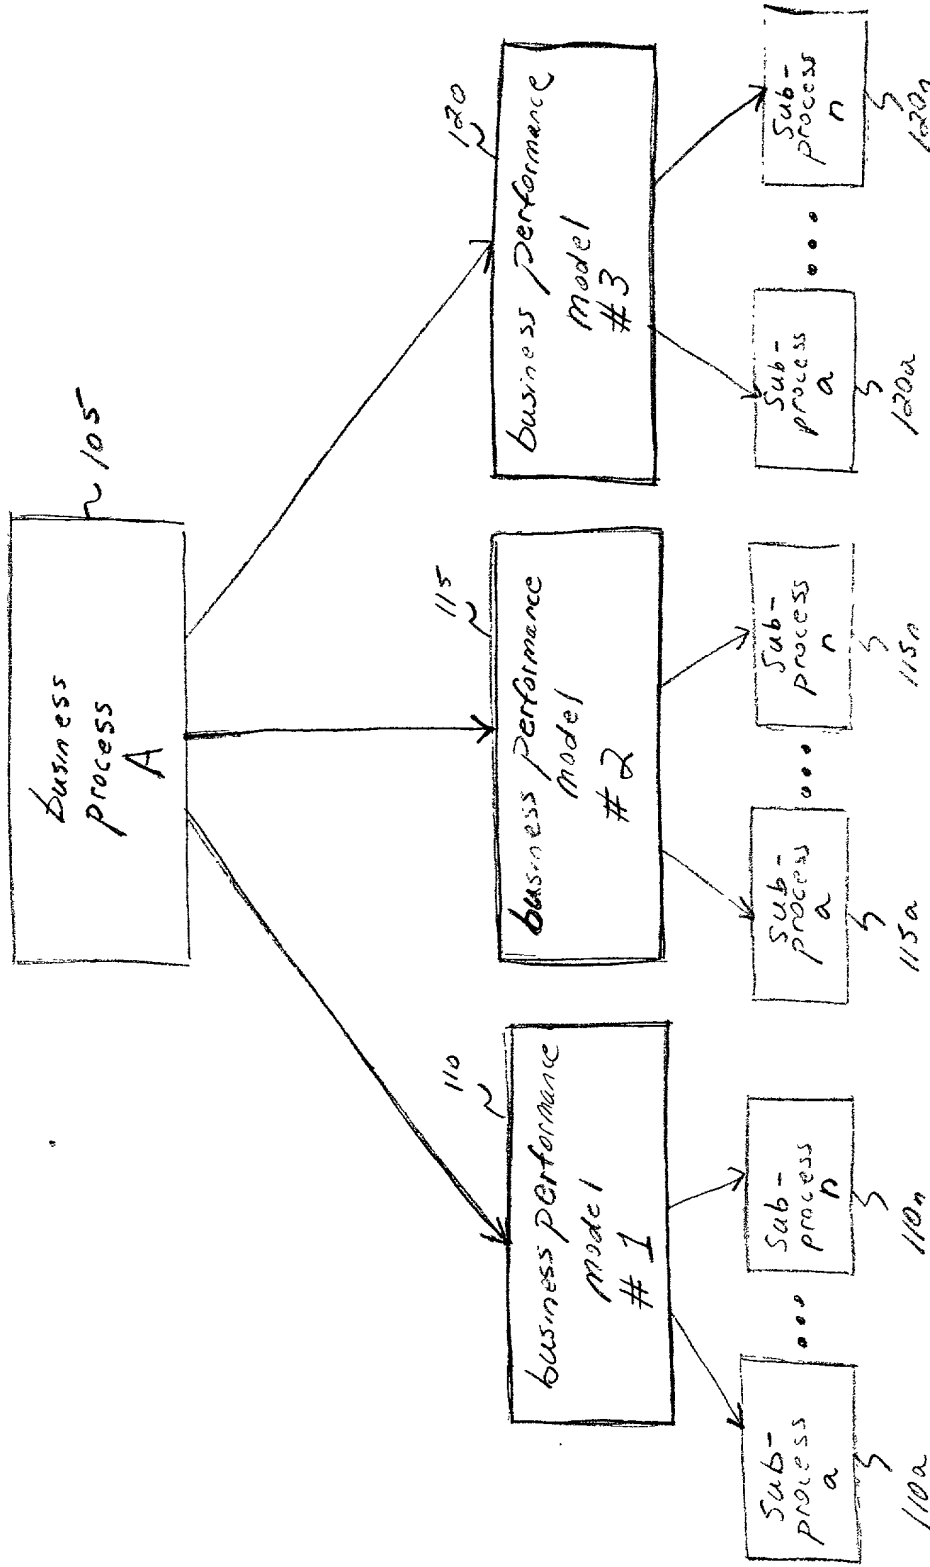 business
process
A
105
110
business performance
model
# 1
115
business performance
model
# 2
120
business performance
model
#3
Sub-
process
a
110a
...
Sub-
process
n
110n
Sub-
process
a
115a
...
Sub-
process
n
115n
Sub-
process
a
120a
...
Sub-
process
n
120n